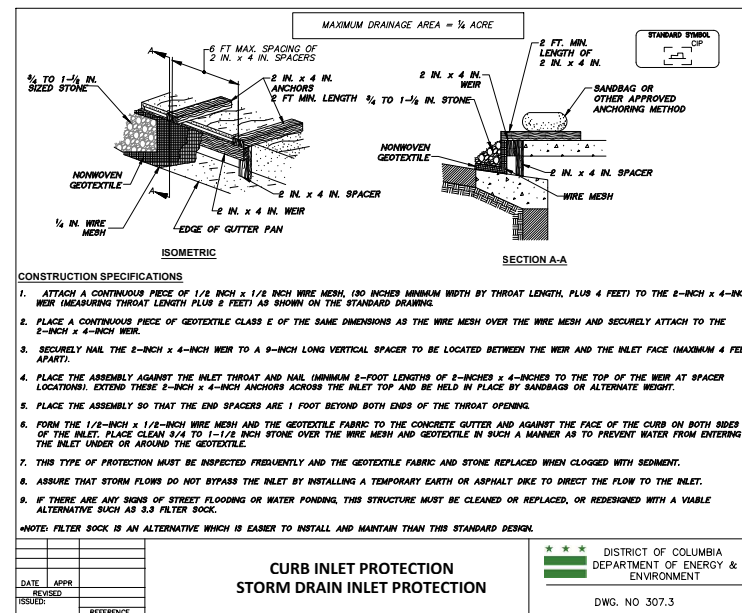 MAXIMUM DRAINAGE AREA = ¼ ACRE
STANDARD SYMBOL
CIP
6 FT MAX. SPACING OF
2 IN. x 4 IN. SPACERS
A
¾ TO 1-½ IN.
SIZED STONE
2 IN. x 4 IN.
ANCHORS
2 FT MIN. LENGTH
NONWOVEN
GEOTEXTILE
A
2 IN. x 4 IN. SPACER
2 IN. x 4 IN. WEIR
¼ IN. WIRE
MESH
EDGE OF GUTTER PAN
ISOMETRIC
2 FT. MIN.
LENGTH OF
2 IN. x 4 IN.
2 IN. x 4 IN.
WEIR
¾ TO 1-½ IN. STONE
SANDBAG OR
OTHER APPROVED
ANCHORING METHOD
NONWOVEN
GEOTEXTILE
2 IN. x 4 IN. SPACER
WIRE MESH
SECTION A-A
CONSTRUCTION SPECIFICATIONS
1. ATTACH A CONTINUOUS PIECE OF 1/2 INCH x 1/2 INCH WIRE MESH, (30 INCHES MINIMUM WIDTH BY THROAT LENGTH, PLUS 4 FEET) TO THE 2-INCH x 4-INC
WEIR (MEASURING THROAT LENGTH PLUS 2 FEET) AS SHOWN ON THE STANDARD DRAWING.
2. PLACE A CONTINUOUS PIECE OF GEOTEXTILE CLASS E OF THE SAME DIMENSIONS AS THE WIRE MESH OVER THE WIRE MESH AND SECURELY ATTACH TO THE
2-INCH x 4-INCH WEIR.
3. SECURELY NAIL THE 2-INCH x 4-INCH WEIR TO A 9-INCH LONG VERTICAL SPACER TO BE LOCATED BETWEEN THE WEIR AND THE INLET FACE (MAXIMUM 4 FEE
APART).
4. PLACE THE ASSEMBLY AGAINST THE INLET THROAT AND NAIL (MINIMUM 2-FOOT LENGTHS OF 2-INCHES x 4-INCHES TO THE TOP OF THE WEIR AT SPACER
LOCATIONS). EXTEND THESE 2-INCH x 4-INCH ANCHORS ACROSS THE INLET TOP AND BE HELD IN PLACE BY SANDBAGS OR ALTERNATE WEIGHT.
5. PLACE THE ASSEMBLY SO THAT THE END SPACERS ARE 1 FOOT BEYOND BOTH ENDS OF THE THROAT OPENING.
6. FORM THE 1/2-INCH x 1/2-INCH WIRE MESH AND THE GEOTEXTILE FABRIC TO THE CONCRETE GUTTER AND AGAINST THE FACE OF THE CURB ON BOTH SIDES
OF THE INLET. PLACE CLEAN 3/4 TO 1-1/2 INCH STONE OVER THE WIRE MESH AND GEOTEXTILE IN SUCH A MANNER AS TO PREVENT WATER FROM ENTERING
THE INLET UNDER OR AROUND THE GEOTEXTILE.
7. THIS TYPE OF PROTECTION MUST BE INSPECTED FREQUENTLY AND THE GEOTEXTILE FABRIC AND STONE REPLACED WHEN CLOGGED WITH SEDIMENT.
8. ASSURE THAT STORM FLOWS DO NOT BYPASS THE INLET BY INSTALLING A TEMPORARY EARTH OR ASPHALT DIKE TO DIRECT THE FLOW TO THE INLET.
9. IF THERE ARE ANY SIGNS OF STREET FLOODING OR WATER PONDING, THIS STRUCTURE MUST BE CLEANED OR REPLACED, OR REDESIGNED WITH A VIABLE
ALTERNATIVE SUCH AS 3.3 FILTER SOCK.
*NOTE: FILTER SOCK IS AN ALTERNATIVE WHICH IS EASIER TO INSTALL AND MAINTAIN THAN THIS STANDARD DESIGN.
DATE APPR
REVISED
ISSUED:
REFERENCE
CURB INLET PROTECTION
STORM DRAIN INLET PROTECTION
DISTRICT OF COLUMBIA
DEPARTMENT OF ENERGY &
ENVIRONMENT
DWG. NO 307.3